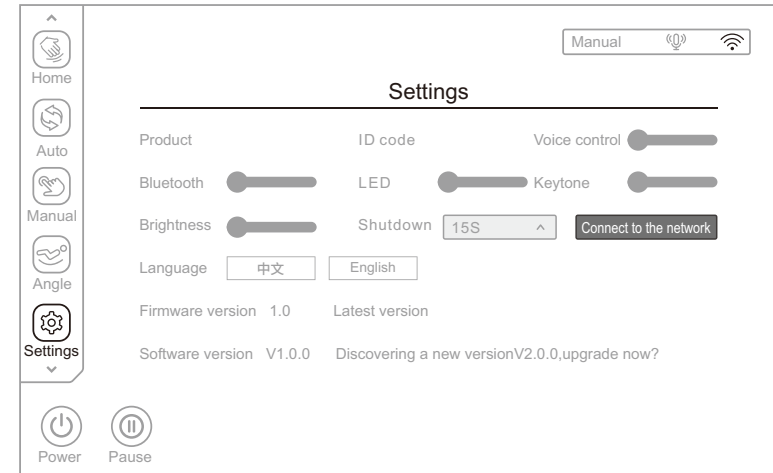 Manual
Settings
Home
Auto
Manual
Angle
Settings
Product ID code Voice control
Bluetooth LED Keytone
Brightness Shutdown 15S Connect to the network
Language 中文 English
Firmware version 1.0 Latest version
Software version V1.0.0 Discovering a new versionV2.0.0,upgrade now?
Power Pause